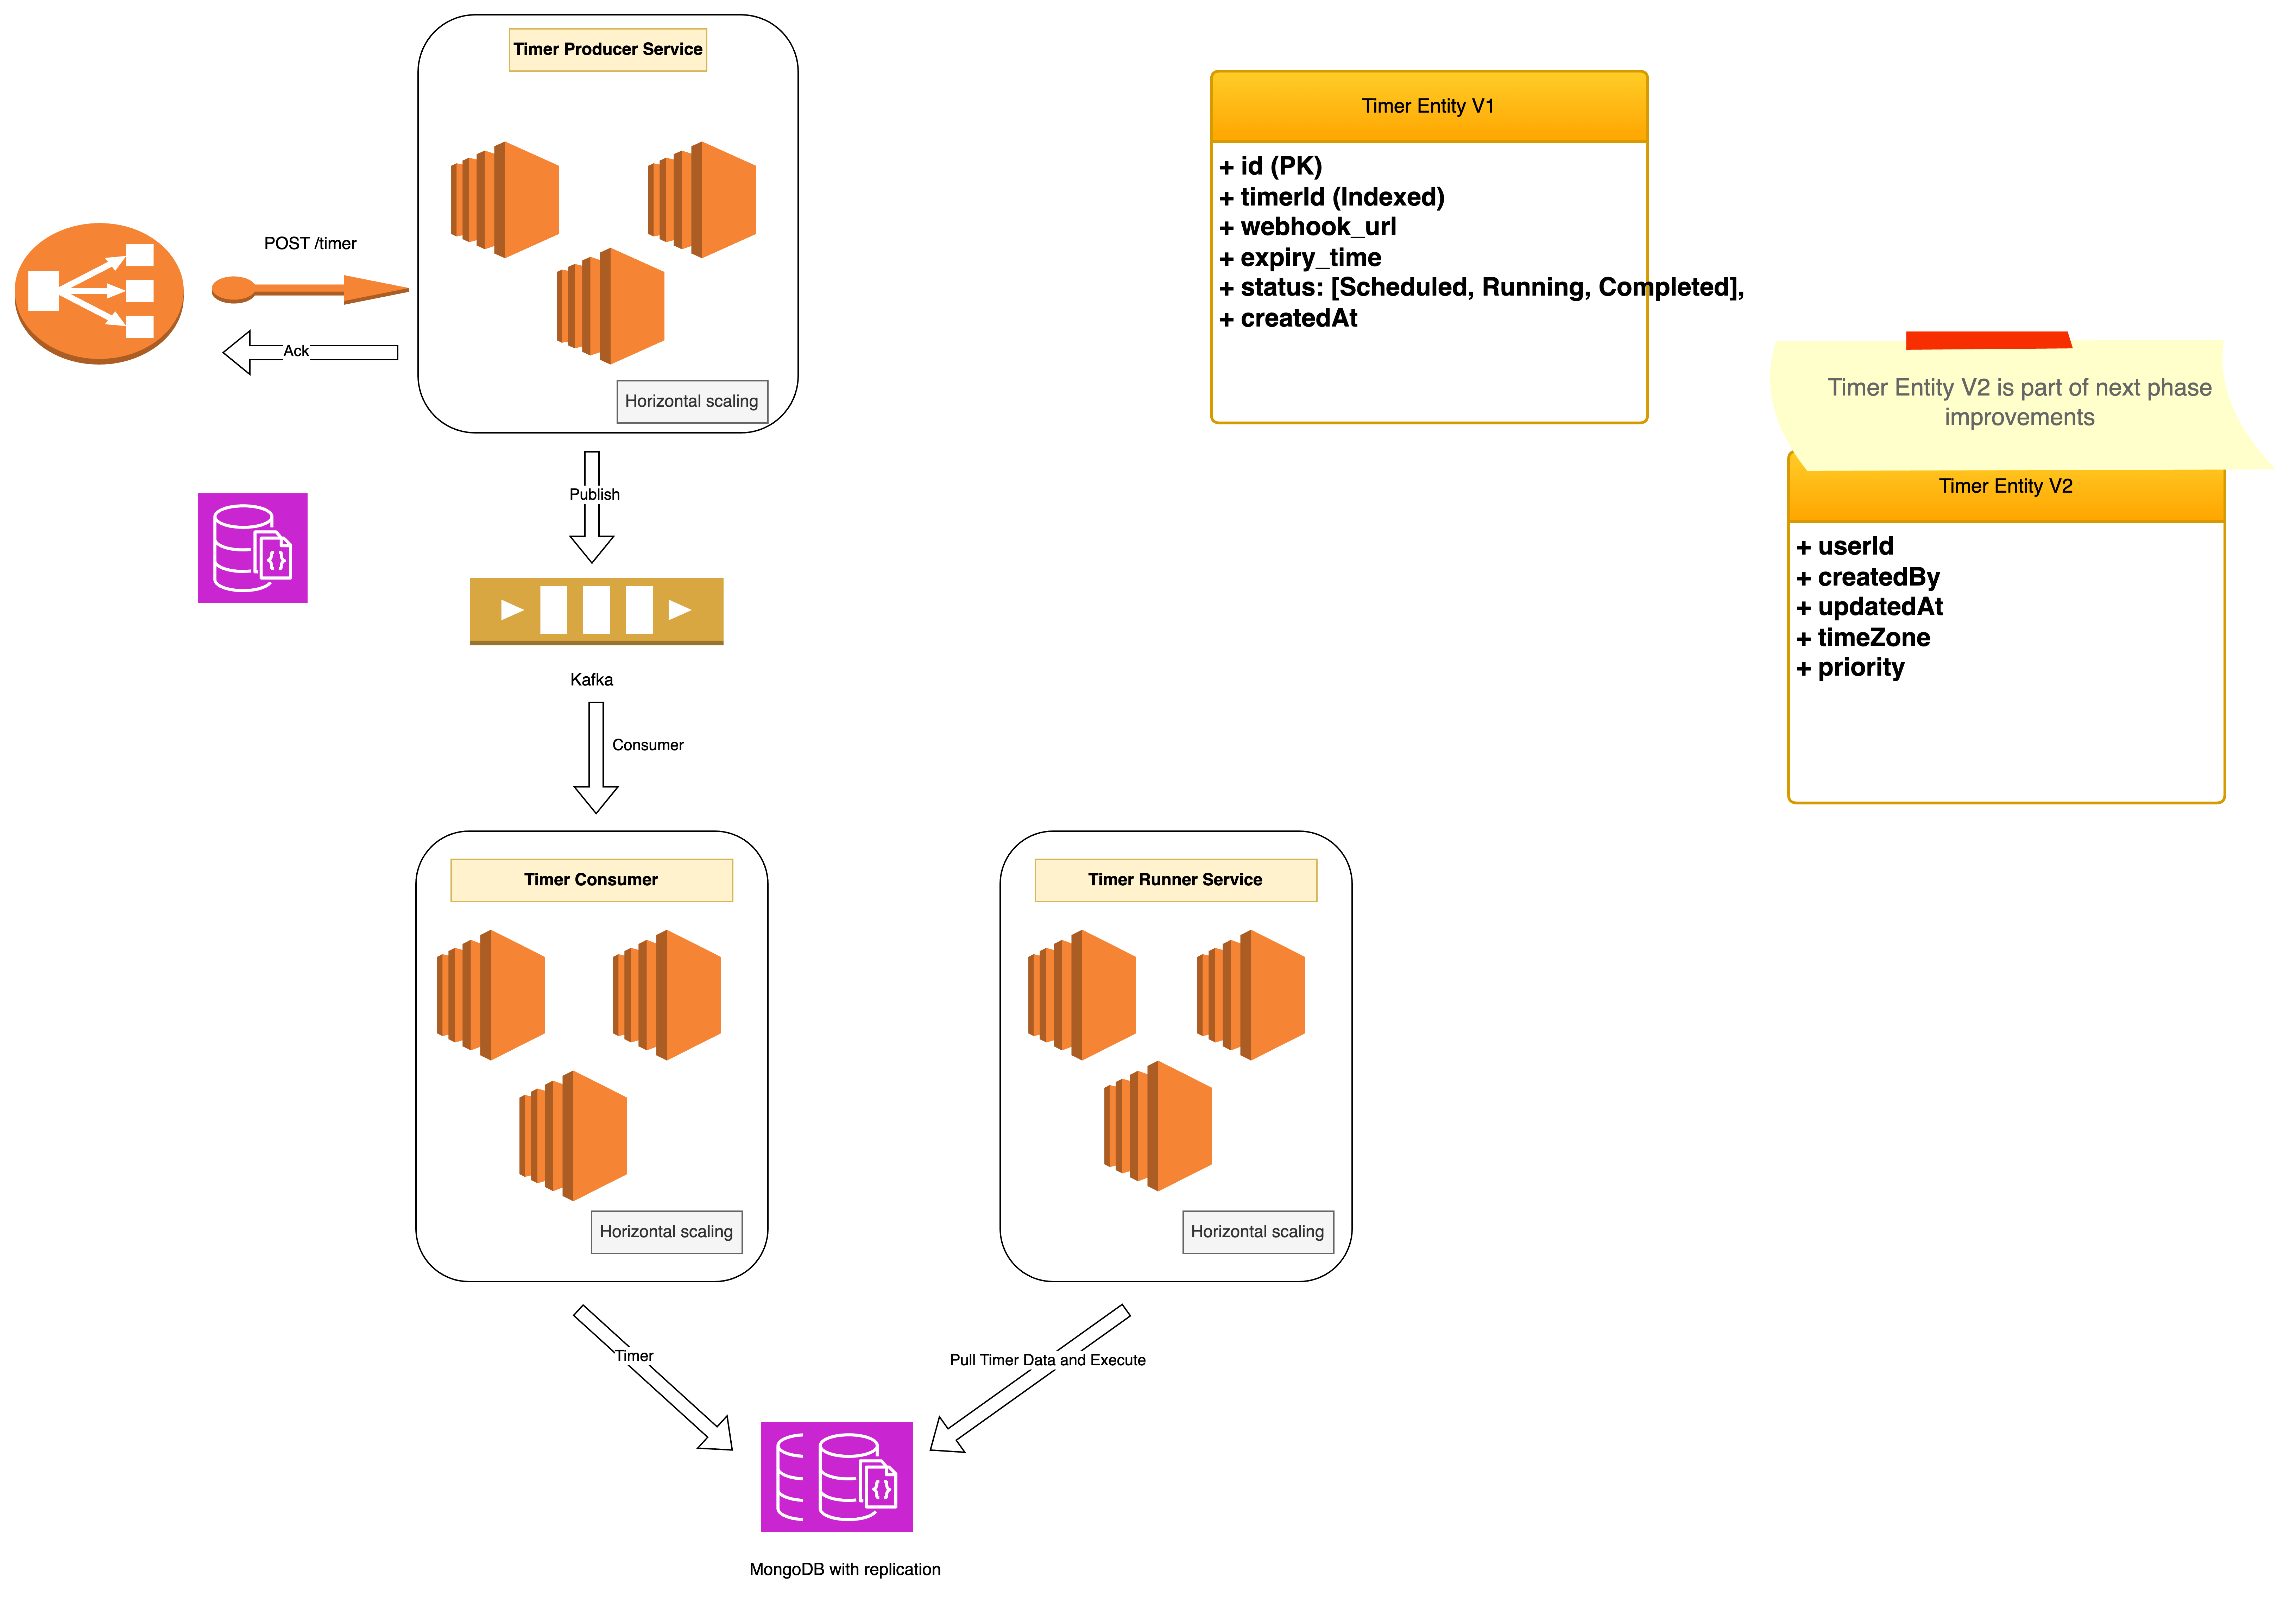 Timer Producer Service
POST /timer
Ack
Horizontal scaling
Publish
Kafka
Consumer
Timer Consumer
Horizontal scaling
Timer Runner Service
Horizontal scaling
Timer
Pull Timer Data and Execute
{}
{}
MongoDB with replication
Timer Entity V1
+ id (PK)
+ timerId (Indexed)
+ webhook_url
+ expiry_time
+ status: [Scheduled, Running, Completed],
+ createdAt
Timer Entity V2 is part of next phase
improvements
Timer Entity V2
+ userId
+ createdBy
+ updatedAt
+ timeZone
+ priority